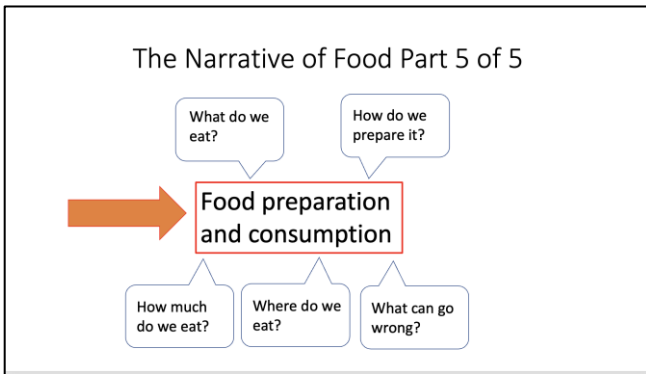 The Narrative of Food Part 5 of 5
What do we
eat?
How do we
prepare it?
Food preparation
and consumption
How much
do we eat?
Where do we
eat?
What can go
wrong?